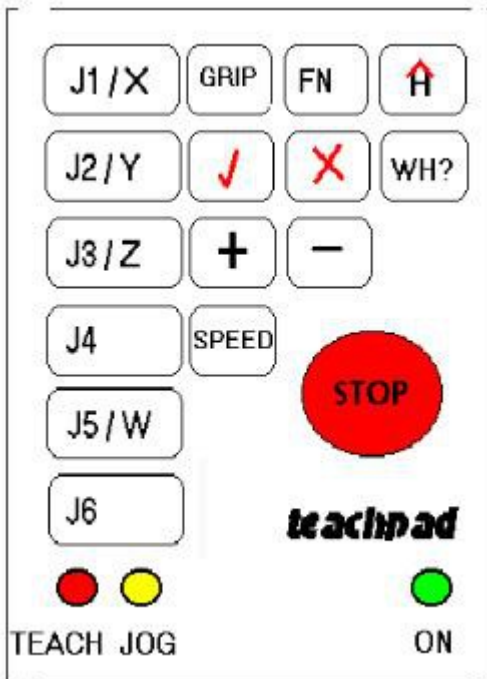 J1/X GRIP FN H
J2/Y ✓ X WH?
J3/Z + −
J4 SPEED
STOP
J5/W
J6
teachpad
TEACH JOG ON